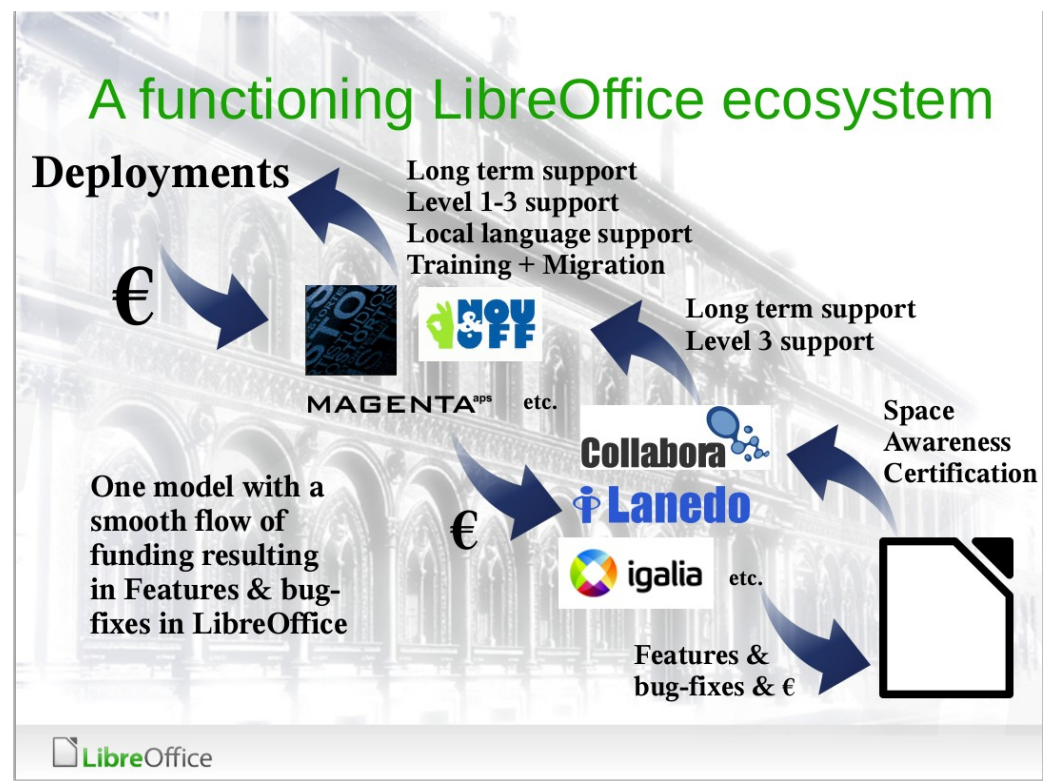 A functioning LibreOffice ecosystem
Deployments
Long term support
Level 1-3 support
Local language support
Training + Migration
€
NOU
&
OFF
Long term support
Level 3 support
MAGENTA aps
etc.
Space
Awareness
Certification
Collabora
Lanedo
igalia
etc.
One model with a
smooth flow of
funding resulting
in Features & bug-
fixes in LibreOffice
€
Features &
bug-fixes & €
LibreOffice